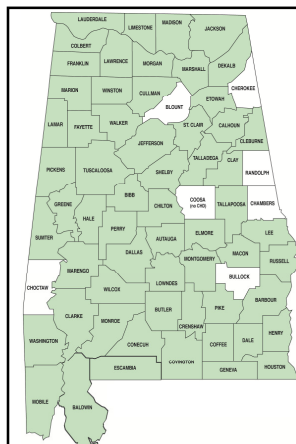 LAUDERDALE
LIMESTONE
MADISON
JACKSON
COLBERT
FRANKLIN
LAWRENCE
MORGAN
MARSHALL
DEKALB
CHEROKEE
MARION
WINSTON
CULLMAN
BLOUNT
ETOWAH
LAMAR
FAYETTE
WALKER
ST. CLAIR
CALHOUN
CLEBURNE
JEFFERSON
PICKENS
TUSCALOOSA
SHELBY
TALLADEGA
CLAY
RANDOLPH
GREENE
HALE
BIBB
CHILTON
COOSA
(no CHD)
TALLAPOOSA
CHAMBERS
SUMTER
PERRY
AUTAUGA
ELMORE
LEE
MACON
RUSSELL
DALLAS
MONTGOMERY
BULLOCK
MARENGO
CHOCTAW
WILCOX
LOWNDES
BARBOUR
CLARKE
MONROE
BUTLER
CRENSHAW
PIKE
HENRY
DALE
COFFEE
WASHINGTON
CONECUH
COVINGTON
ESCAMBIA
GENEVA
HOUSTON
MOBILE
BALDWIN